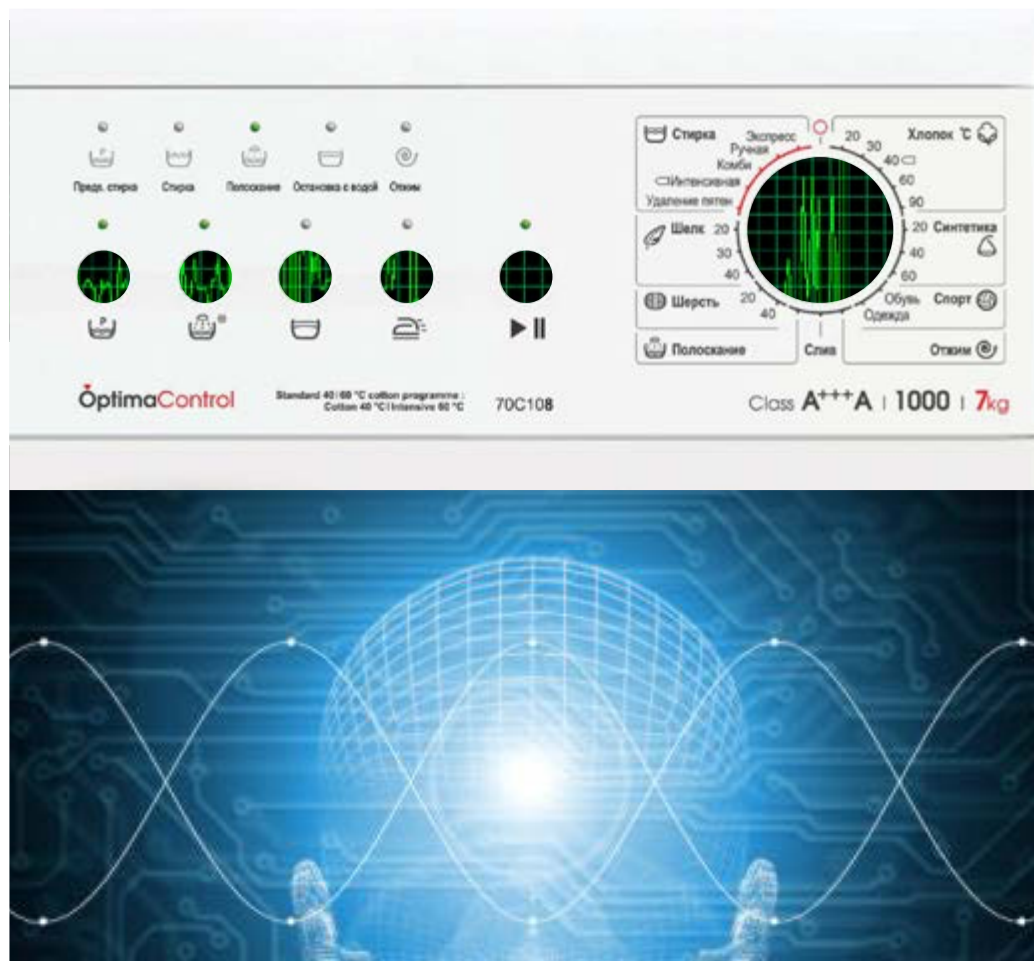 Предв. стирка
Стирка
Полоскание
Остановка с водой
Отжим
P
P
ÖptimaControl
Standard 40 | 60 °C cotton programme :
Cotton 40 °C | Intensive 60 °C
70C108
Стирка
Экспресс
Ручная
Комби
Интенсивная
Удаление пятен
Шелк 20
30
40
Шерсть 20
40
Полоскание
Слив
Хлопок °C
20
30
40
60
90
20 Синтетика
40
60
Обувь Спорт
Одежда
Отжим
Class A+++A | 1000 | 7kg